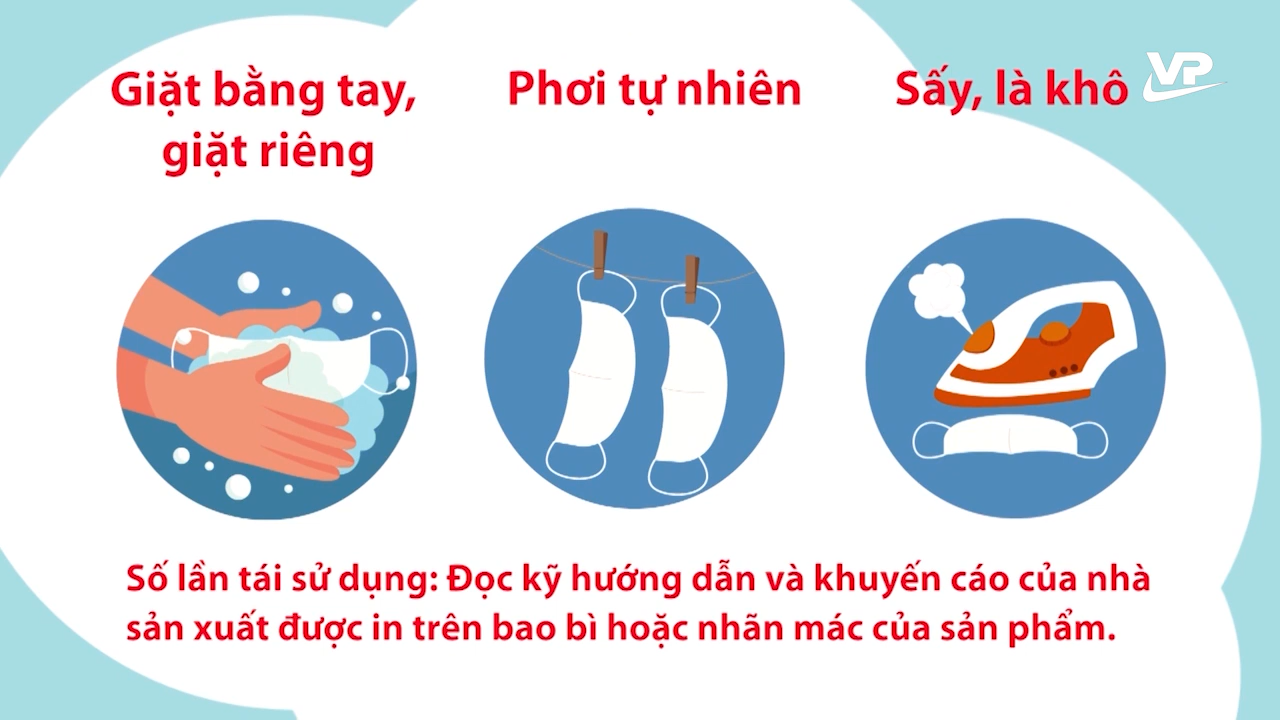 Giặt bằng tay,
giặt riêng
Phơi tự nhiên
Sấy, là khô
VP
Số lần tái sử dụng: Đọc kỹ hướng dẫn và khuyến cáo của nhà
sản xuất được in trên bao bì hoặc nhãn mác của sản phẩm.